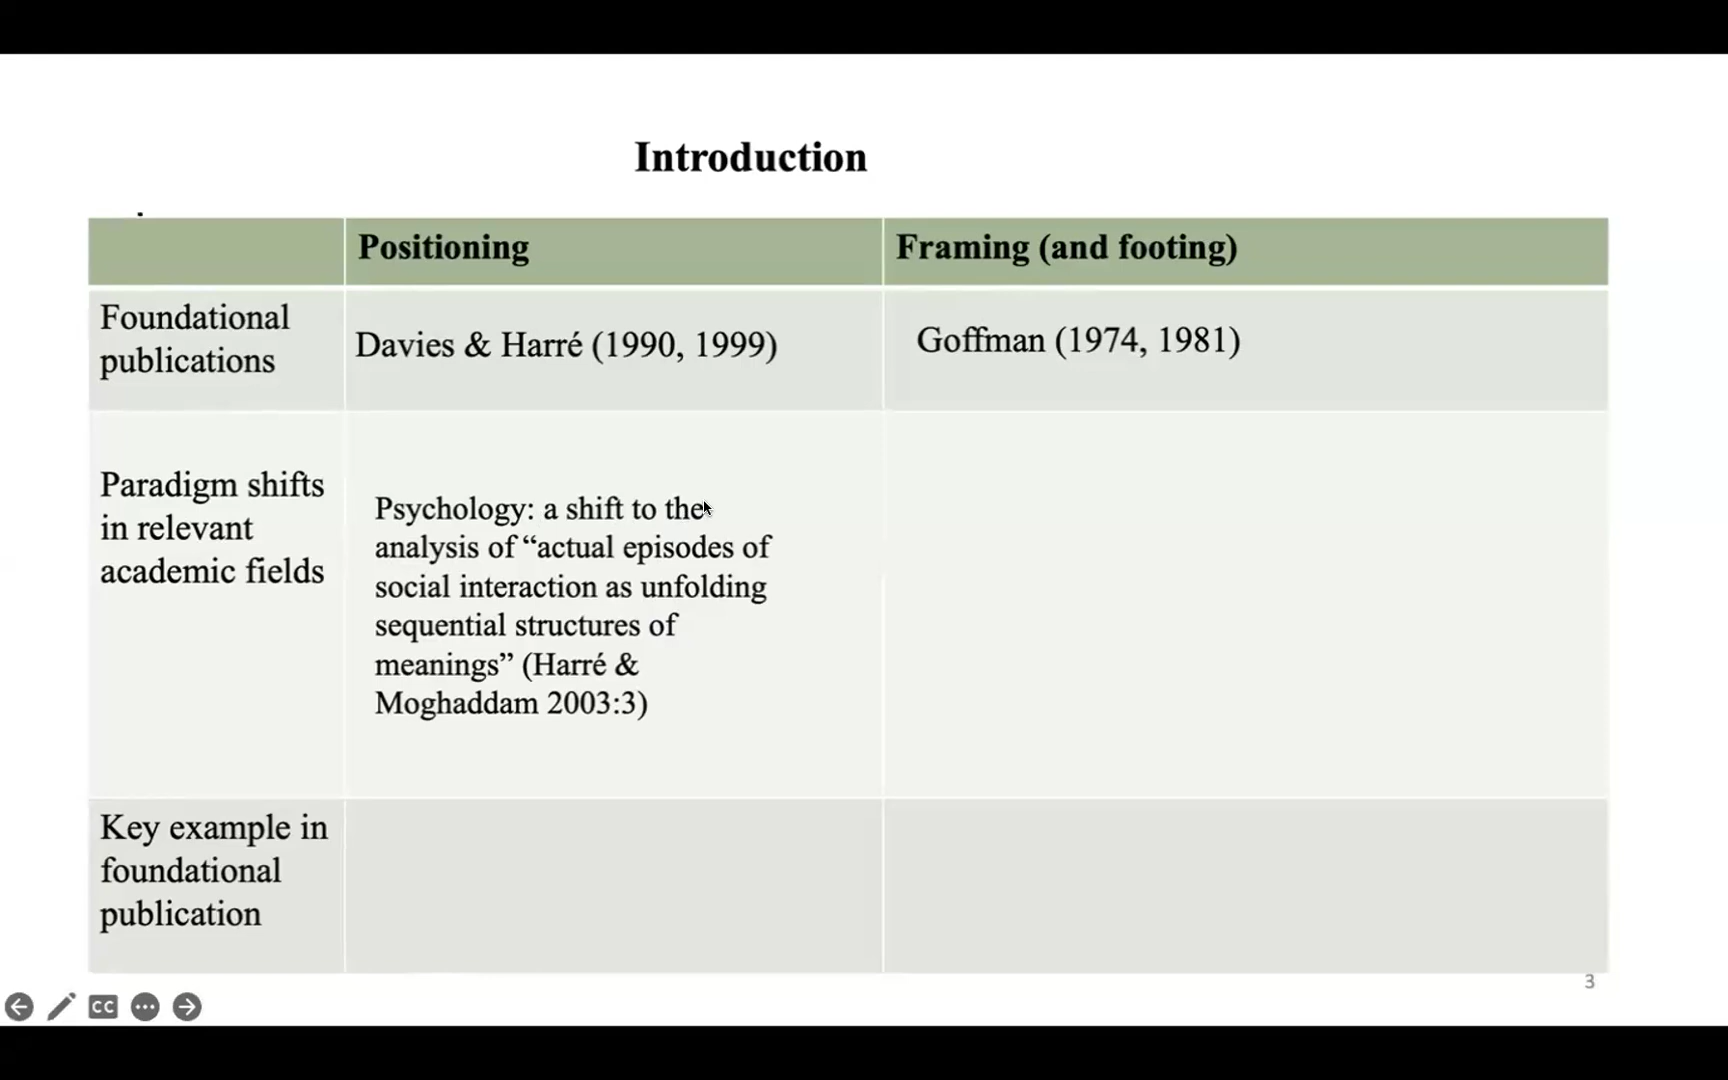 Introduction
Positioning
Framing (and footing)
Foundational
publications
Davies & Harré (1990, 1999)
Goffman (1974, 1981)
Paradigm shifts
in relevant
academic fields
Psychology: a shift to the
analysis of “actual episodes of
social interaction as unfolding
sequential structures of
meanings” (Harré &
Moghaddam 2003:3)
Key example in
foundational
publication
3
CC